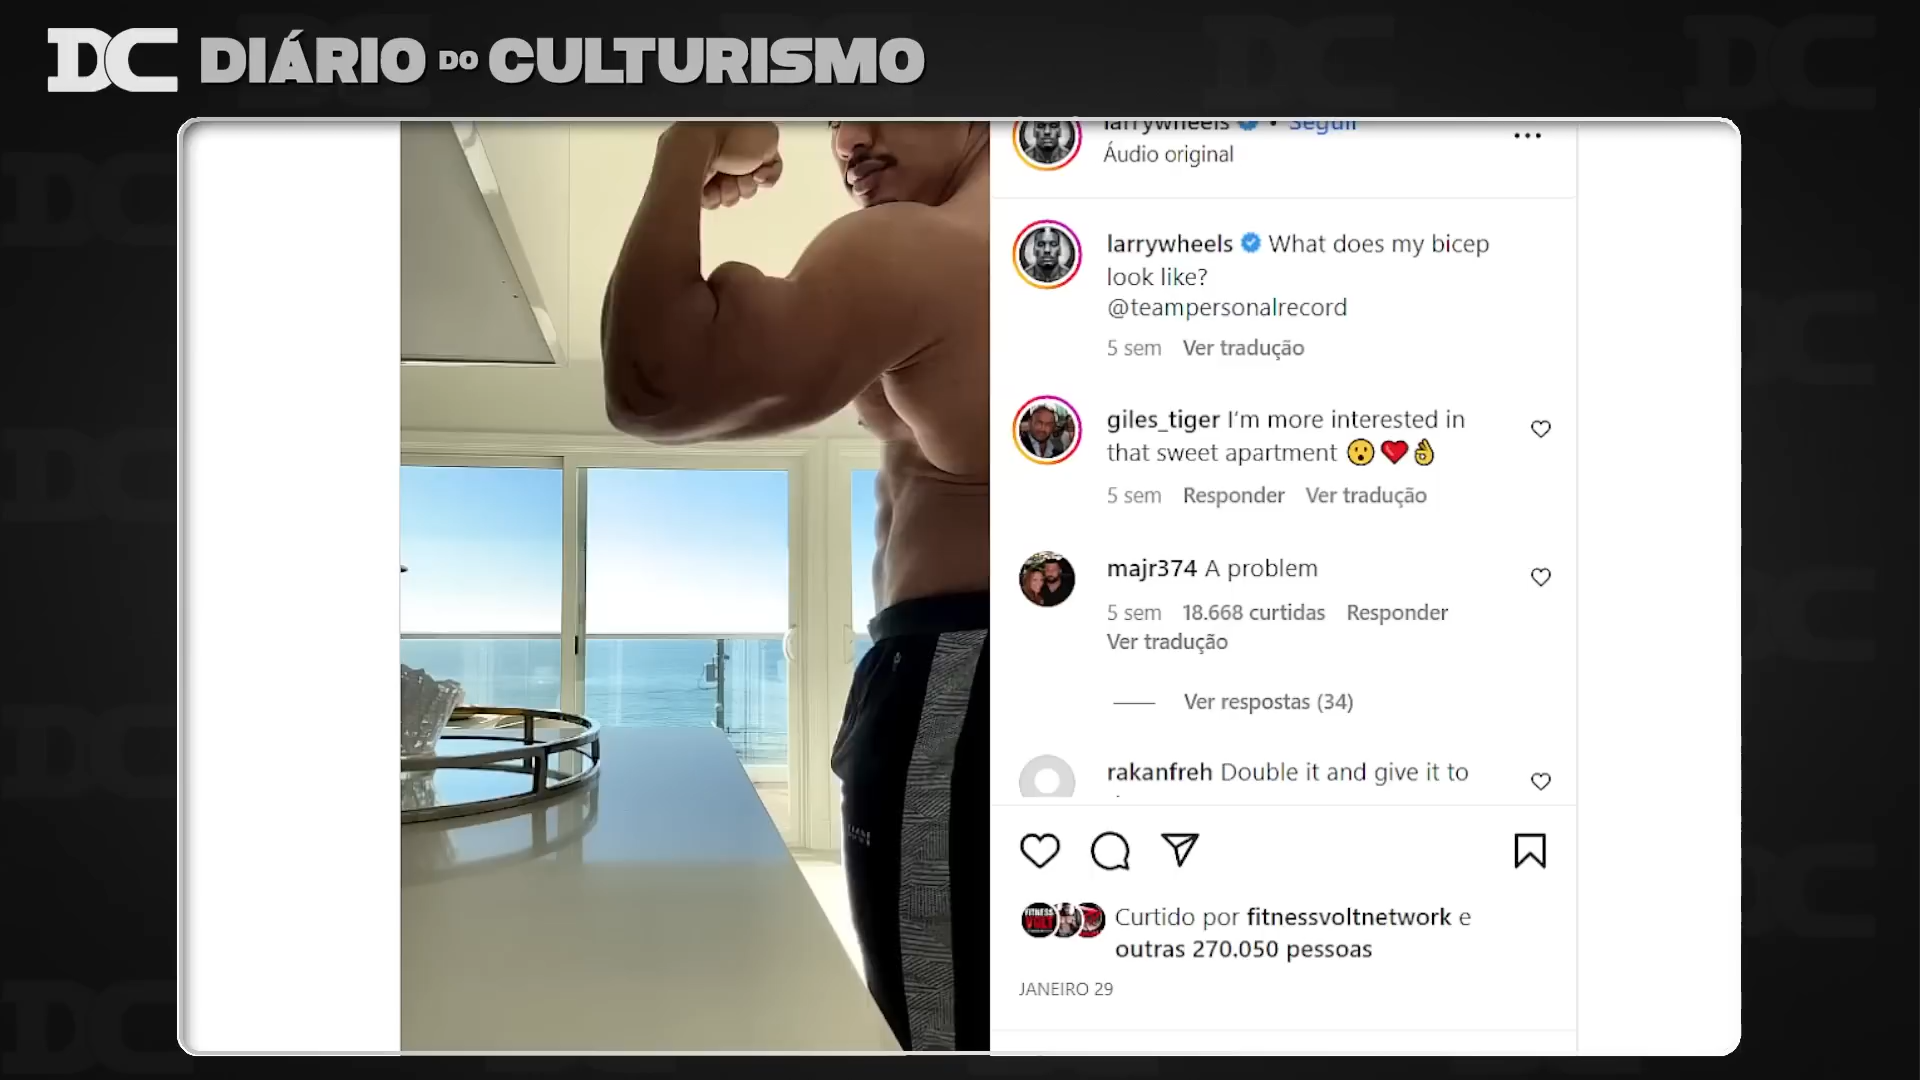 DC DIÁRIO DO CULTURISMO
larrywheels • Seguir
Áudio original
larrywheels What does my bicep
look like?
@teampersonalrecord
5 sem Ver tradução
giles_tiger I'm more interested in
that sweet apartment 😮❤️👌
5 sem Responder Ver tradução
majr374 A problem
5 sem 18.668 curtidas Responder
Ver tradução
Ver respostas (34)
rakanfreh Double it and give it to
Curtido por fitnessvoltnetwork e
outras 270.050 pessoas
JANEIRO 29